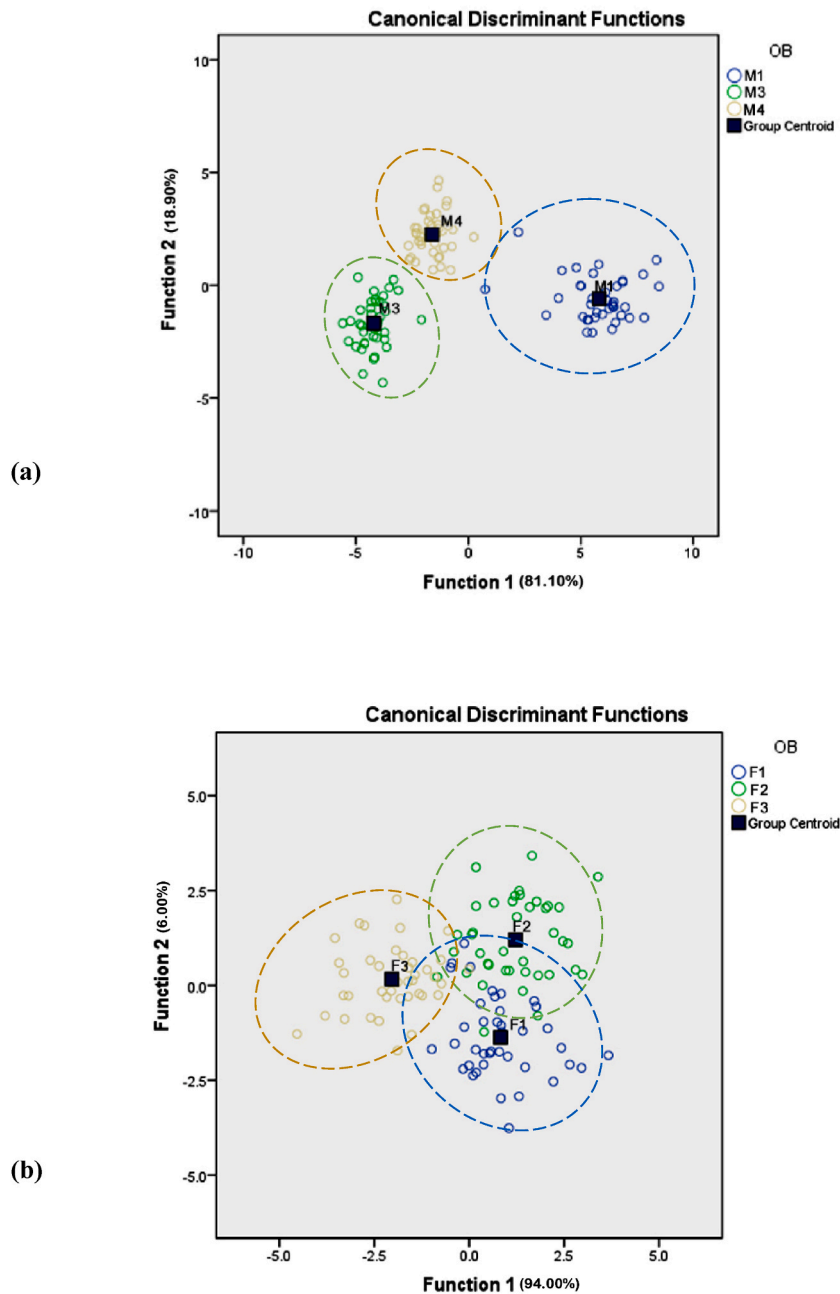 Canonical Discriminant Functions
OB
M1
M3
M4
Group Centroid
10
5
0
-5
-10
Function 2 (18.90%)
M4
M3
M1
-10
-5
0
5
10
Function 1 (81.10%)
(a)
Canonical Discriminant Functions
OB
F1
F2
F3
Group Centroid
5.0
2.5
0.0
-2.5
-5.0
Function 2 (6.00%)
F2
F3
F1
-5.0
-2.5
0.0
2.5
5.0
Function 1 (94.00%)
(b)